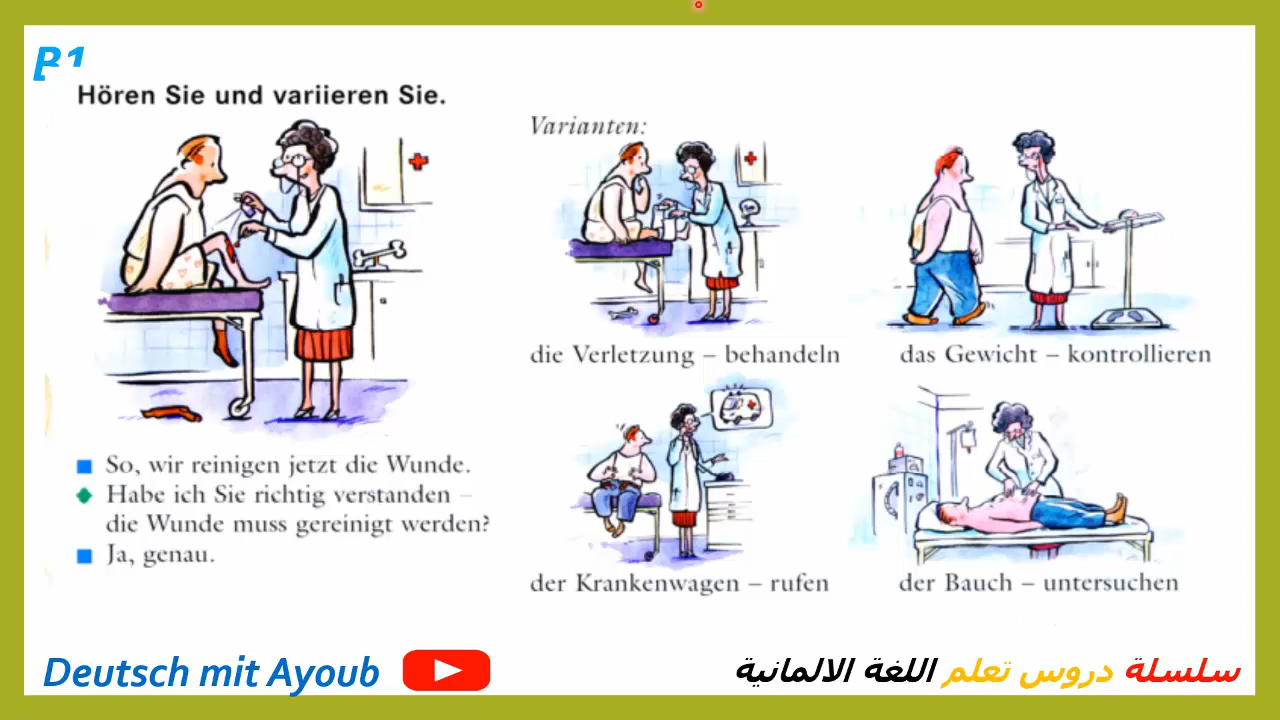 B1
Hören Sie und variieren Sie.
So, wir reinigen jetzt die Wunde.
Habe ich Sie richtig verstanden –
die Wunde muss gereinigt werden?
Ja, genau.
Varianten:
die Verletzung – behandeln
das Gewicht – kontrollieren
der Krankenwagen – rufen
der Bauch – untersuchen
Deutsch mit Ayoub
سلسلة دروس تعلم اللغة الالمانية